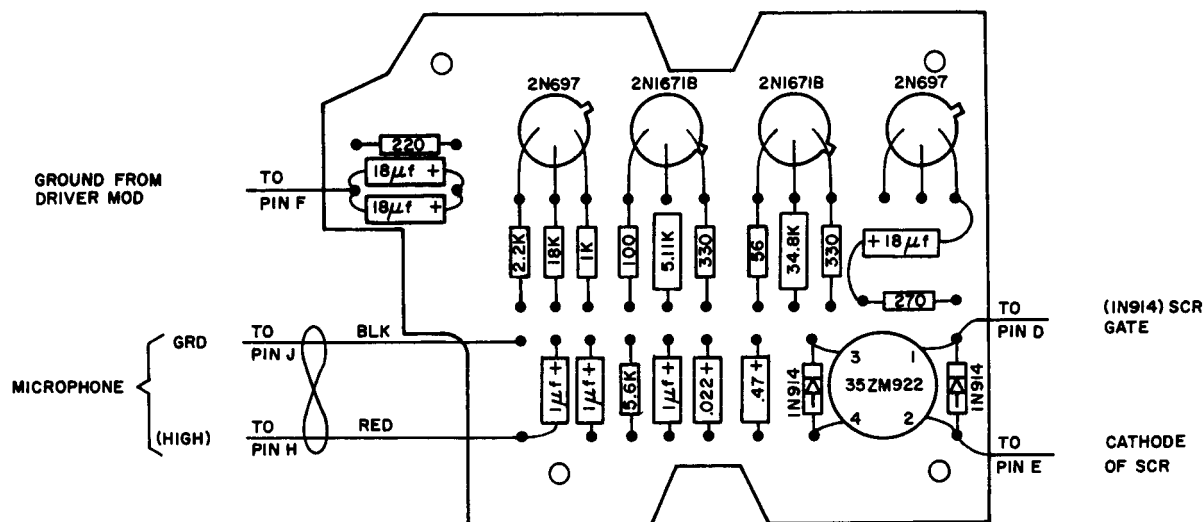 2N697
2N1671B
2N1671B
2N697
220
18µf +
18µf +
GROUND FROM
DRIVER MOD
TO
PIN F
2.2K
18K
1K
100
5.11K
330
56
34.8K
330
+18µf
270
TO
PIN D
(IN914) SCR
GATE
MICROPHONE
GRD
TO
PIN J
BLK
(HIGH)
TO
PIN H
RED
1µf +
1µf +
5.6K
1µf +
.022 +
.47 +
IN914
3
1
35ZM922
4
2
IN914
TO
PIN E
CATHODE
OF SCR